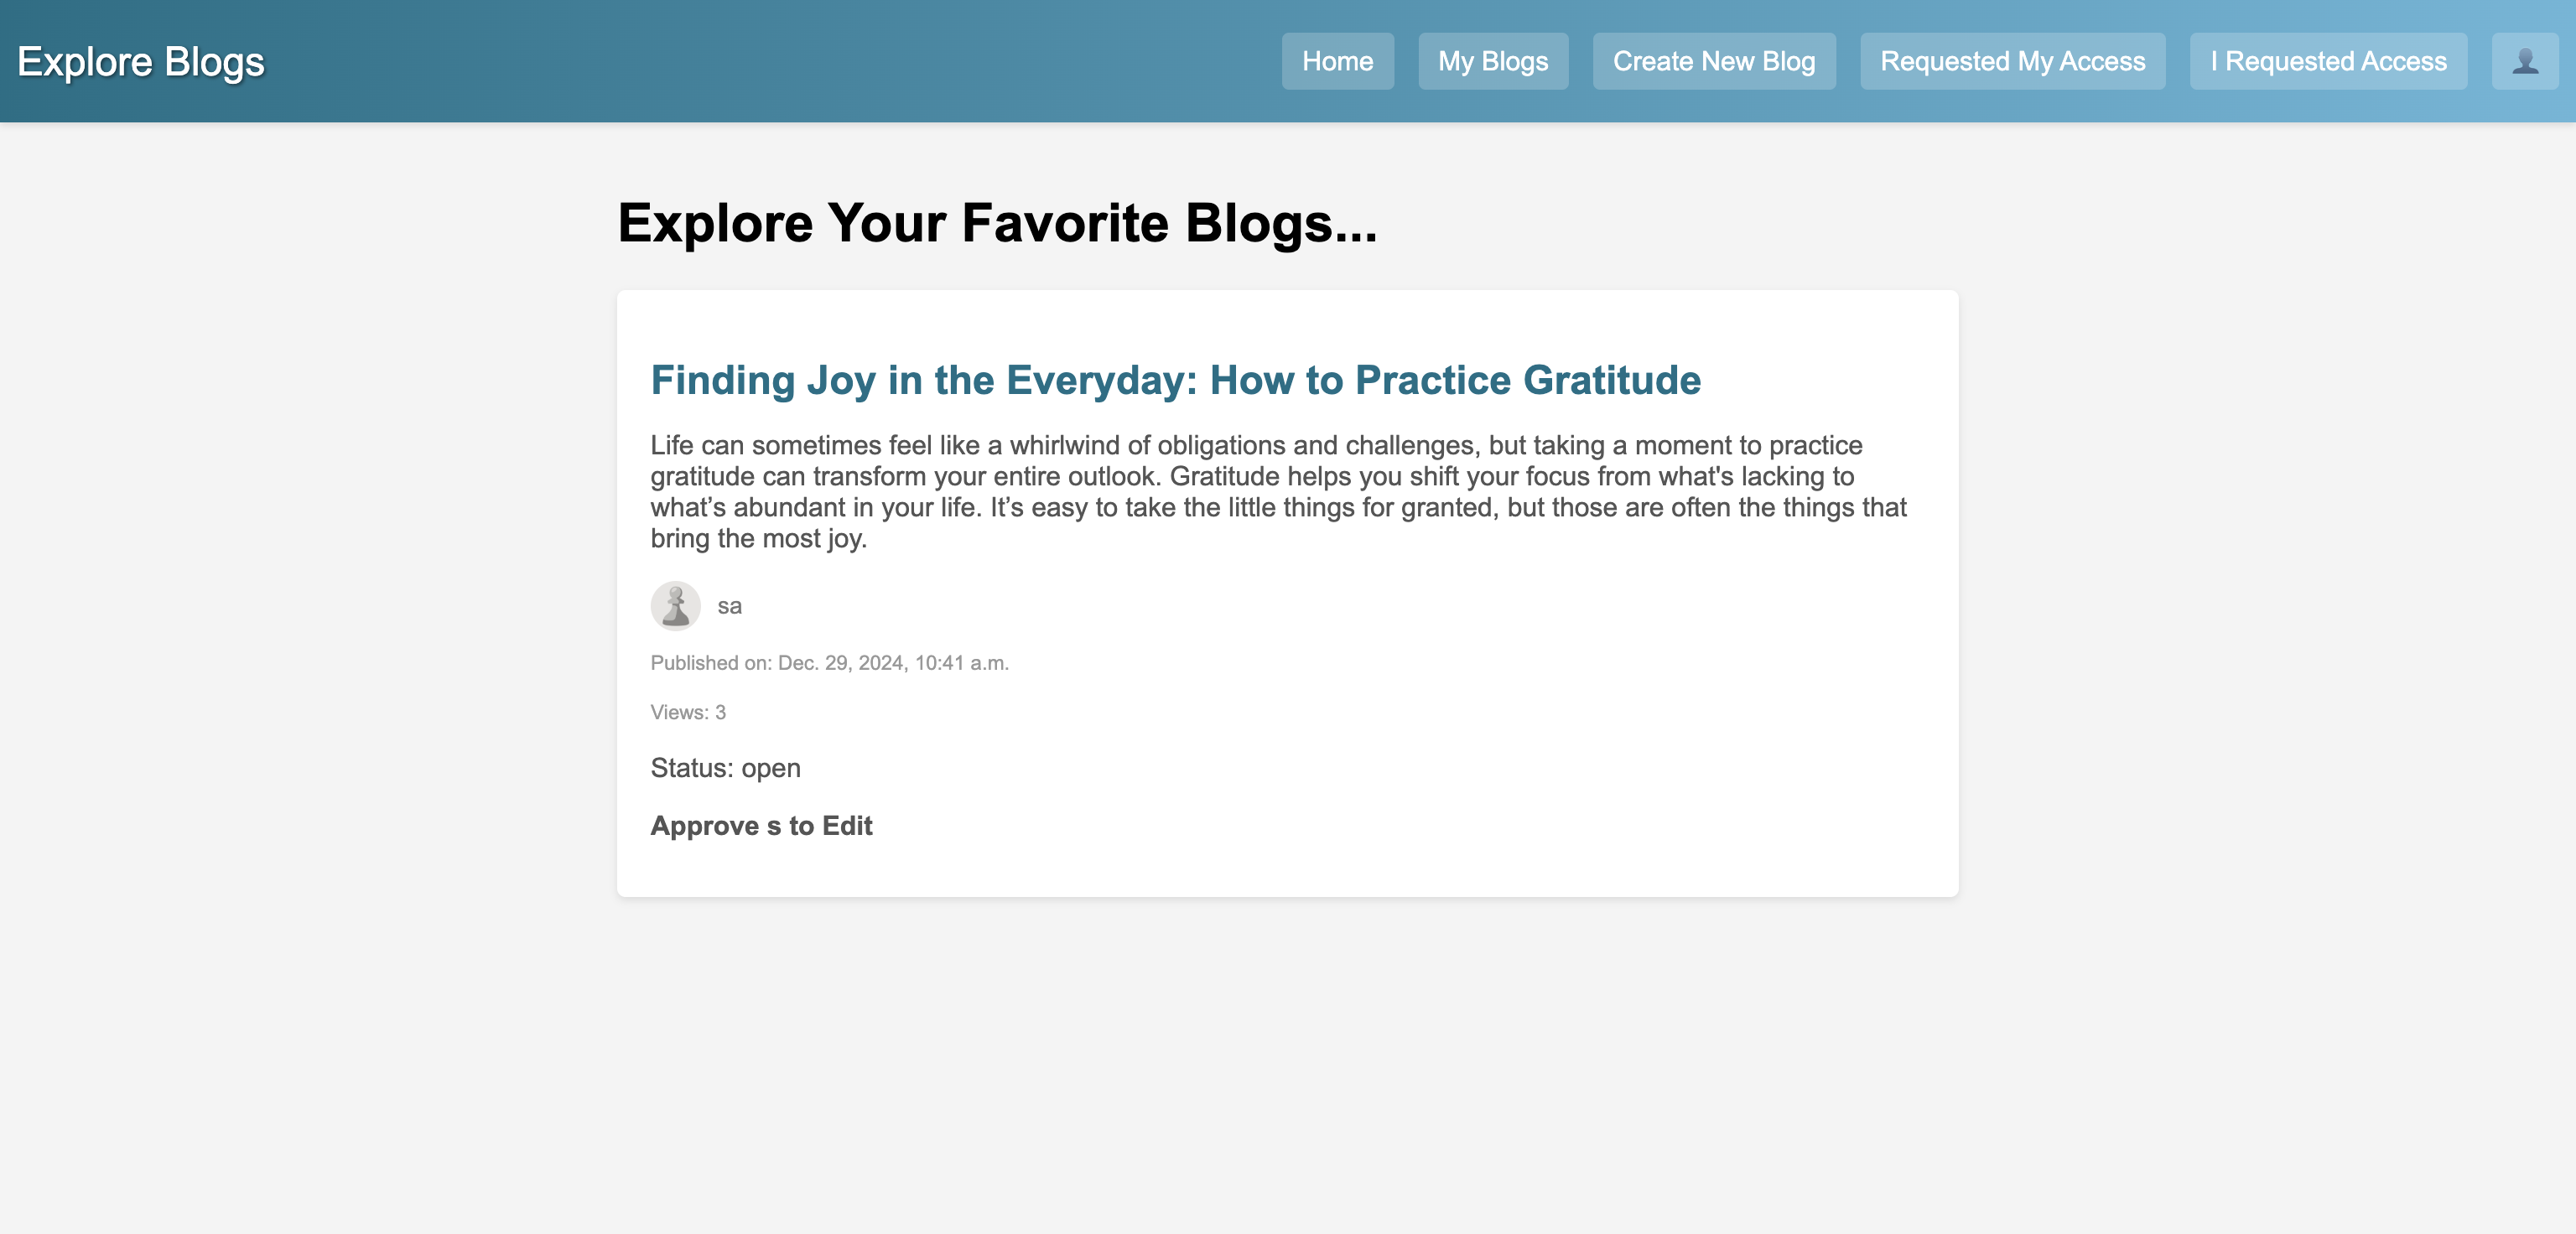 Explore Blogs
Home
My Blogs
Create New Blog
Requested My Access
I Requested Access
Explore Your Favorite Blogs...
Finding Joy in the Everyday: How to Practice Gratitude
Life can sometimes feel like a whirlwind of obligations and challenges, but taking a moment to practice
gratitude can transform your entire outlook. Gratitude helps you shift your focus from what's lacking to
what’s abundant in your life. It’s easy to take the little things for granted, but those are often the things that
bring the most joy.
sa
Published on: Dec. 29, 2024, 10:41 a.m.
Views: 3
Status: open
Approve s to Edit